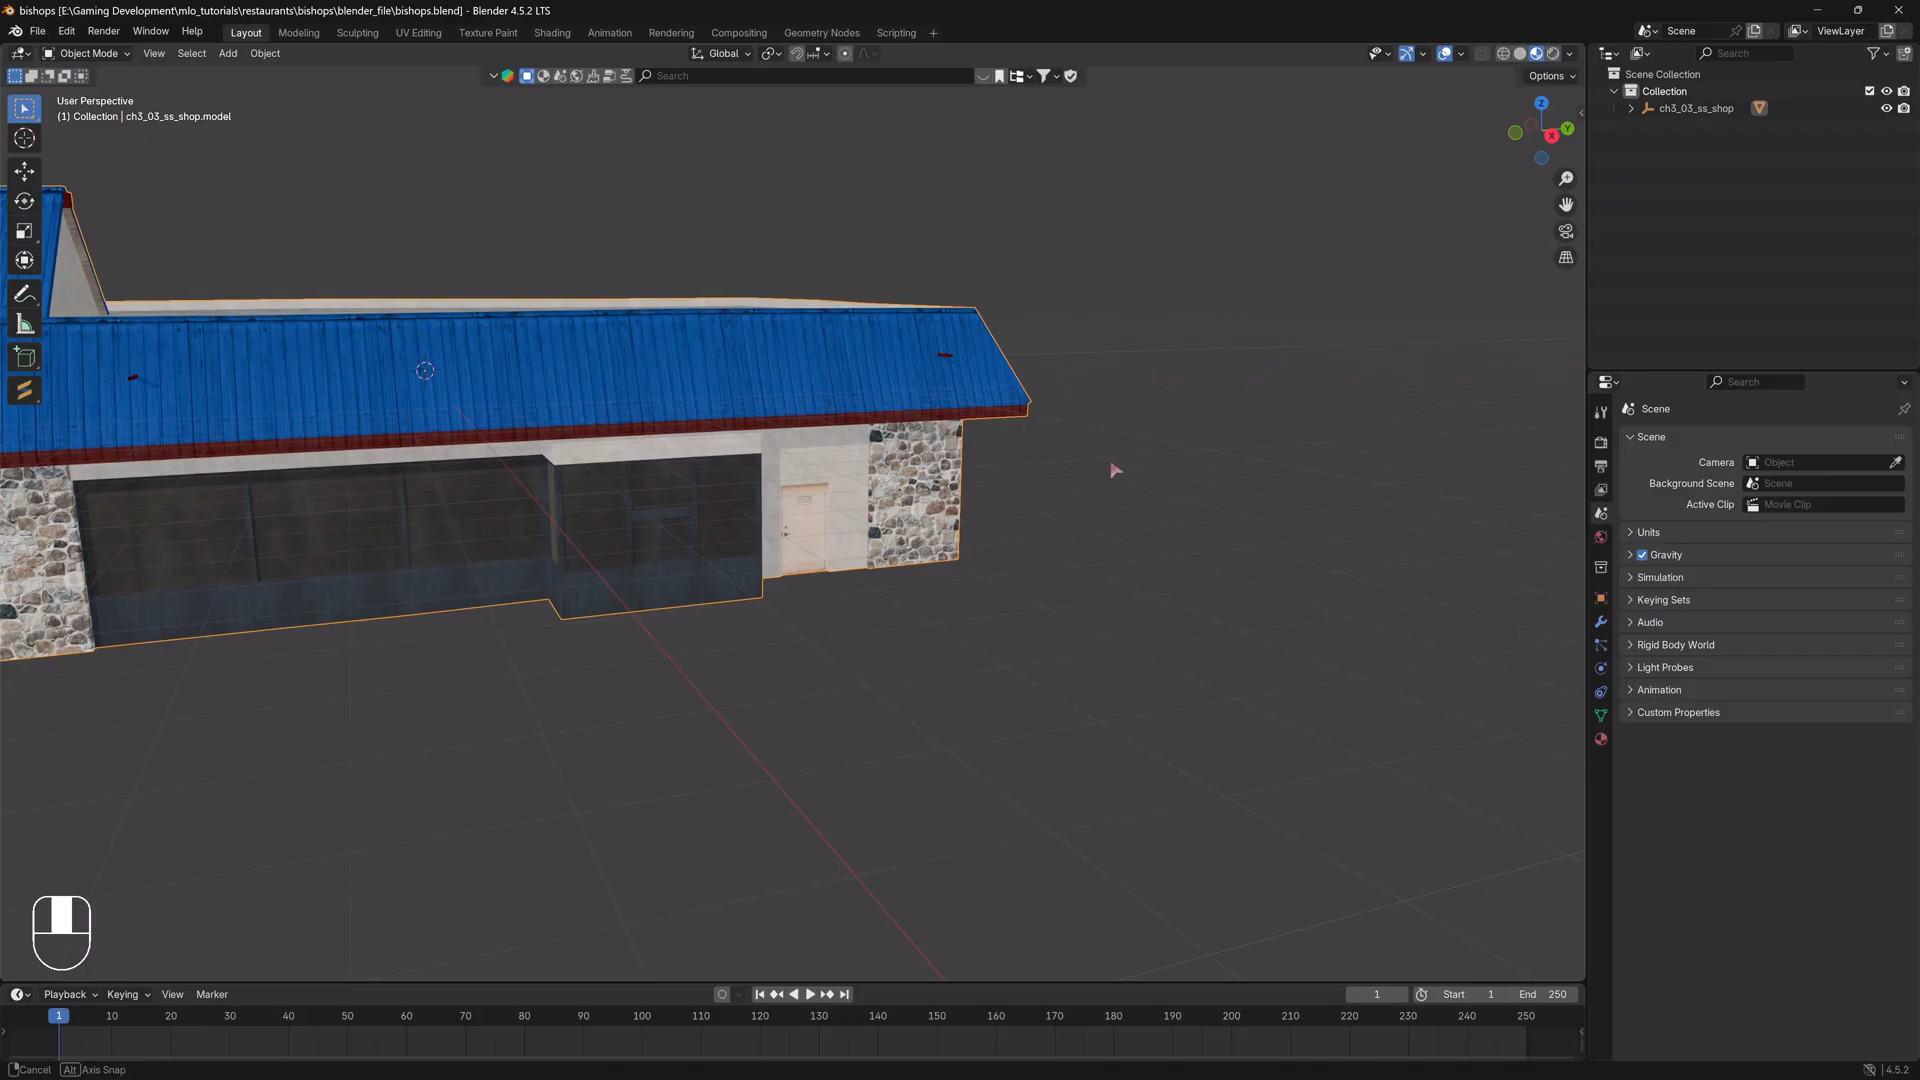 bishops [E:\Gaming Development\mlo_tutorials\restaurants\bishops\blender_file\bishops.blend] - Blender 4.5.2 LTS
File Edit Render Window Help Layout Modeling Sculpting UV Editing Texture Paint Shading Animation Rendering Compositing Geometry Nodes Scripting Scene ViewLayer
Object Mode View Select Add Object Global Search
Search Options
User Perspective
(1) Collection | ch3_03_ss_shop.model
Scene Collection
Collection
ch3_03_ss_shop
Z
Y
X
Search
Scene
Scene
Camera Object
Background Scene Scene
Active Clip Movie Clip
Units
Gravity
Simulation
Keying Sets
Audio
Rigid Body World
Light Probes
Animation
Custom Properties
Playback Keying View Marker 1 Start 1 End 250
1 10 20 30 40 50 60 70 80 90 100 110 120 130 140 150 160 170 180 190 200 210 220 230 240 250
Cancel Alt Axis Snap 4.5.2